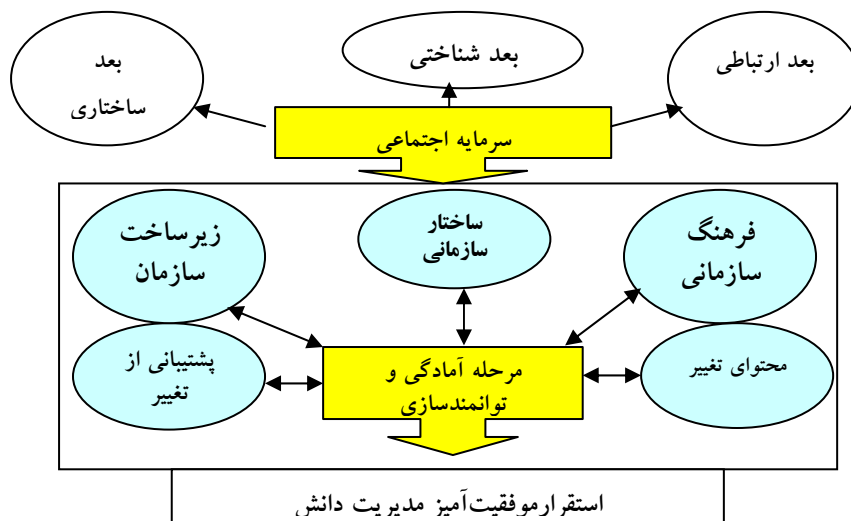 بعد ارتباطی
بعد شناختی
بعد
ساختاری
سرمایه اجتماعی
فرهنگ
سازمانی
ساختار
سازمانی
زیرساخت
سازمان
محتوای تغییر
مرحله آمادگی و
توانمندسازی
پشتیبانی از
تغییر
استقرارموفقیت‌آمیز مدیریت دانش